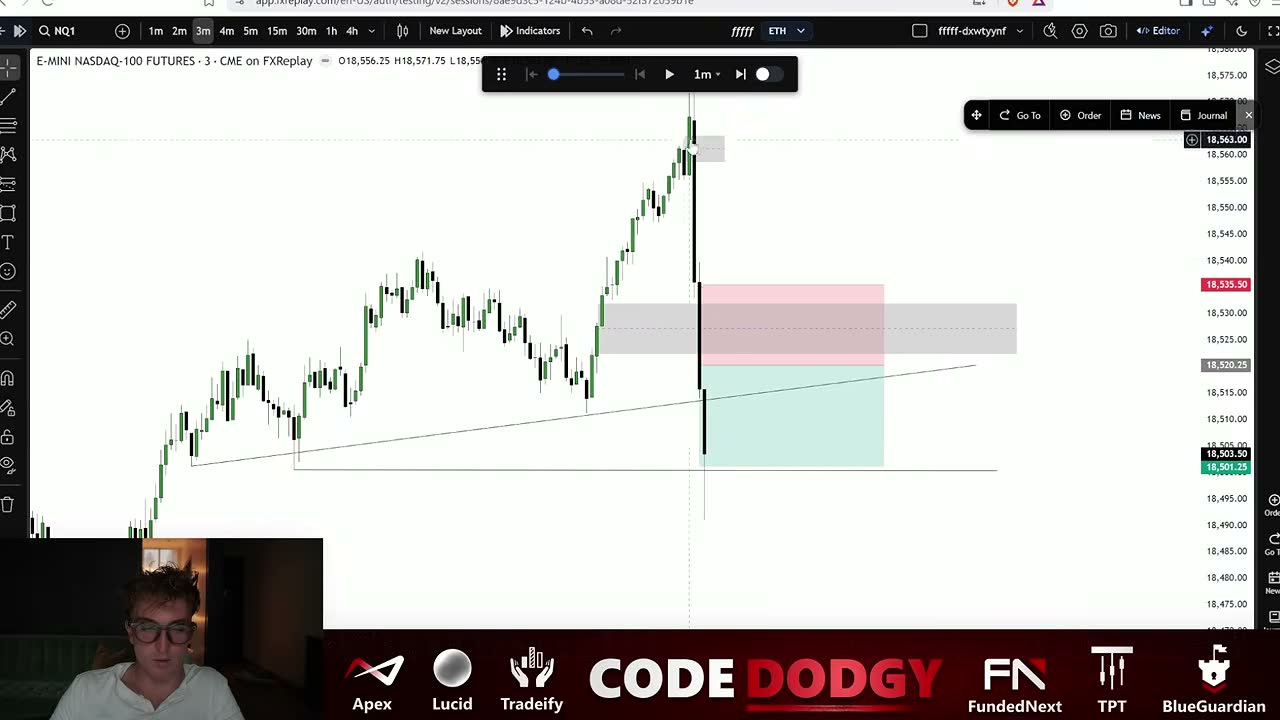 NQ1
1m 2m 3m 4m 5m 15m 30m 1h 4h
New Layout
Indicators
fffff
ETH
fffff-dxwtyynf
Editor
E-MINI NASDAQ-100 FUTURES · 3 · CME on FXReplay
O18,556.25 H18,571.75
1m
Go To
Order
News
Journal
18,575.00
18,563.00
18,560.00
18,555.00
18,550.00
18,545.00
18,540.00
18,535.50
18,530.00
18,525.00
18,520.25
18,515.00
18,510.00
18,505.00
18,503.50
18,501.25
18,495.00
18,490.00
18,485.00
18,480.00
18,475.00
Apex
Lucid
Tradeify
CODE DODGY
FN
FundedNext
TPT
BlueGuardian